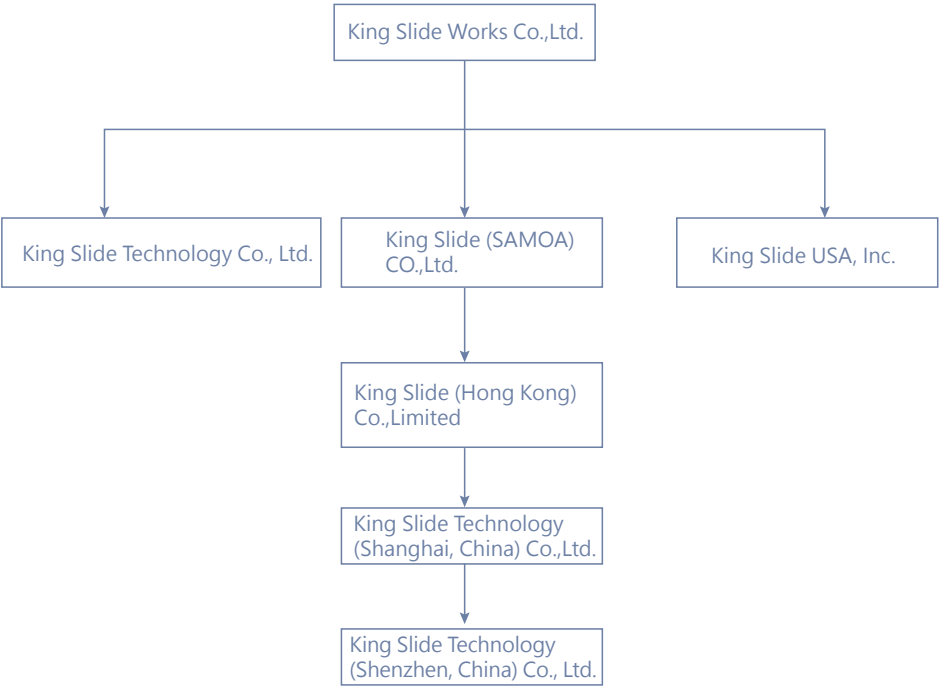 King Slide Works Co.,Ltd.
King Slide Technology Co., Ltd.
King Slide (SAMOA)
CO.,Ltd.
King Slide USA, Inc.
King Slide (Hong Kong)
Co.,Limited
King Slide Technology
(Shanghai, China) Co.,Ltd.
King Slide Technology
(Shenzhen, China) Co., Ltd.